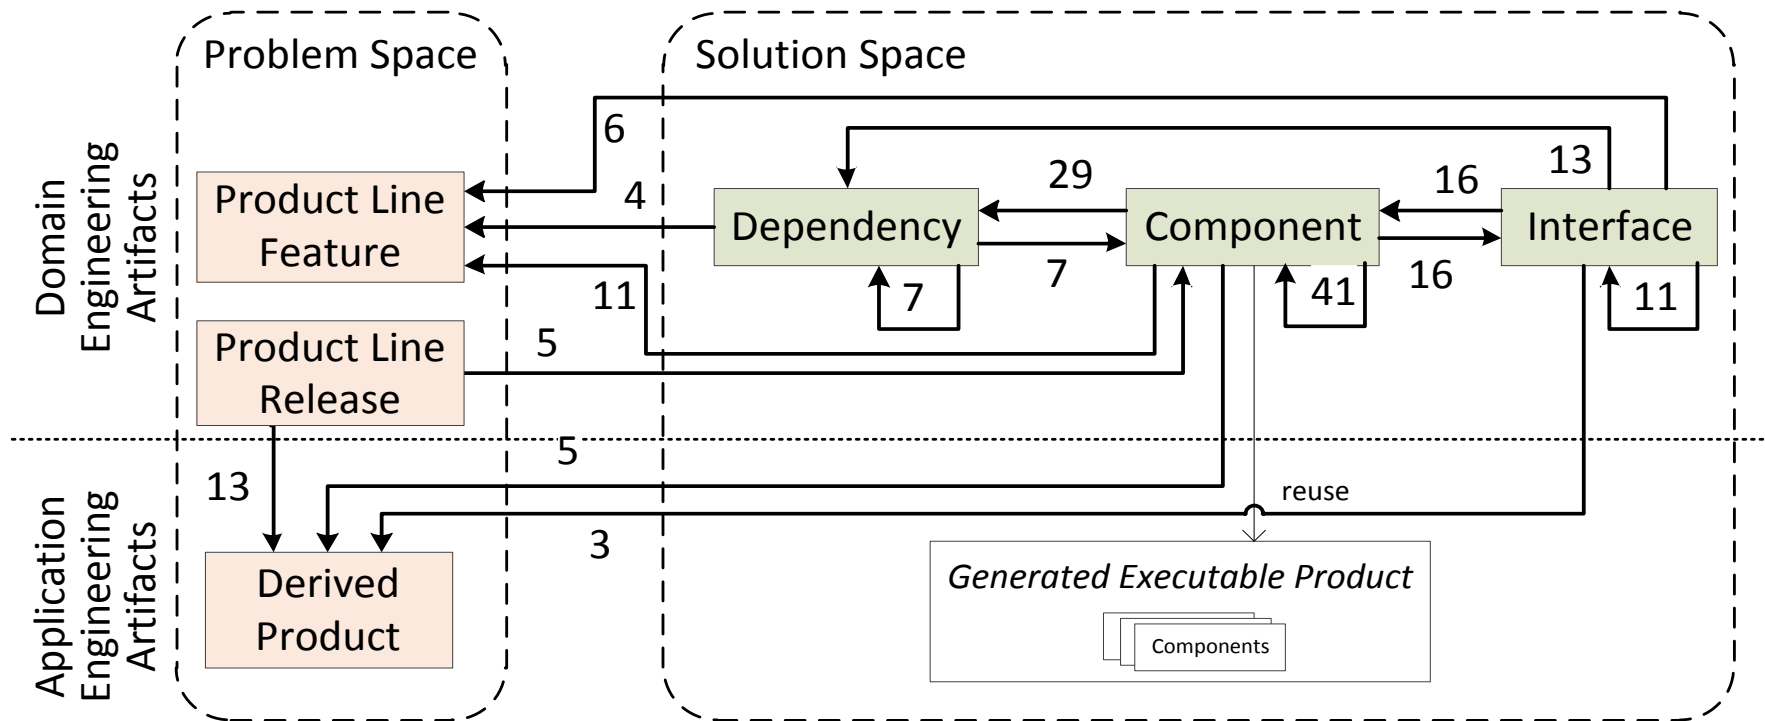 Problem Space
Solution Space
Domain
Engineering
Artifacts
6
13
Product Line
Feature
4
29
16
Dependency
Component
Interface
11
7
7
41
16
11
Product Line
Release
5
5
Application
Engineering
Artifacts
13
reuse
3
Derived
Product
Generated Executable Product
Components